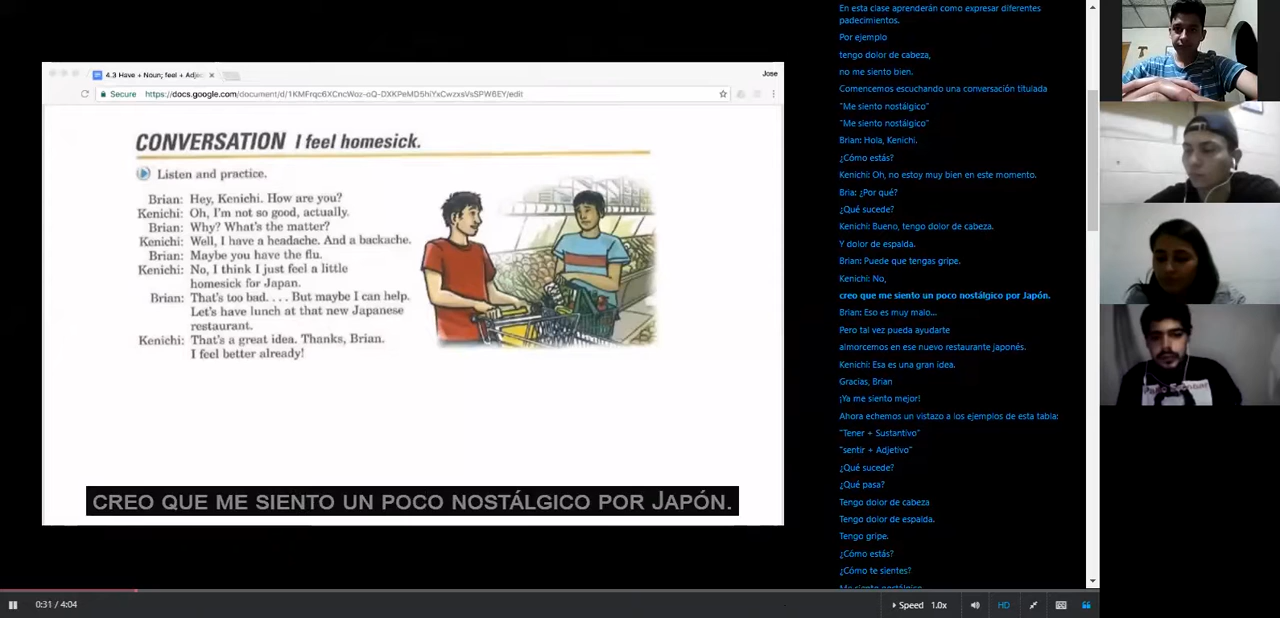 4.3 Have + Noun; feel + Adje
Jose
Secure
https://docs.google.com/document/d/1KMFrqc6XCncWoz-oQ-DXKPeMD5hiYxCwzxsVsSPW6EY/edit
CONVERSATION I feel homesick.
Listen and practice.
Brian: Hey, Kenichi. How are you?
Kenichi: Oh, I'm not so good, actually.
Brian: Why? What's the matter?
Kenichi: Well, I have a headache. And a backache.
Brian: Maybe you have the flu.
Kenichi: No, I think I just feel a little
homesick for Japan.
Brian: That's too bad. . . . But maybe I can help.
Let's have lunch at that new Japanese
restaurant.
Kenichi: That's a great idea. Thanks, Brian.
I feel better already!
CREO QUE ME SIENTO UN POCO NOSTÁLGICO POR JAPÓN.
0:31 / 4:04
Speed 1.0x
HD
En esta clase aprenderán como expresar diferentes
padecimientos.
Por ejemplo
tengo dolor de cabeza,
no me siento bien.
Comencemos escuchando una conversación titulada
"Me siento nostálgico"
"Me siento nostálgico"
Brian: Hola, Kenichi.
¿Cómo estás?
Kenichi: Oh, no estoy muy bien en este momento.
Bria: ¿Por qué?
¿Qué sucede?
Kenichi: Bueno, tengo dolor de cabeza.
Y dolor de espalda.
Brian: Puede que tengas gripe.
Kenichi: No,
creo que me siento un poco nostálgico por Japón.
Brian: Eso es muy malo...
Pero tal vez pueda ayudarte
almorcemos en ese nuevo restaurante japonés.
Kenichi: Esa es una gran idea.
Gracias, Brian
¡Ya me siento mejor!
Ahora echemos un vistazo a los ejemplos de esta tabla:
"Tener + Sustantivo"
"sentir + Adjetivo"
¿Qué sucede?
¿Qué pasa?
Tengo dolor de cabeza
Tengo dolor de espalda.
Tengo gripe.
¿Cómo estás?
¿Cómo te sientes?
Me siento nostálgico